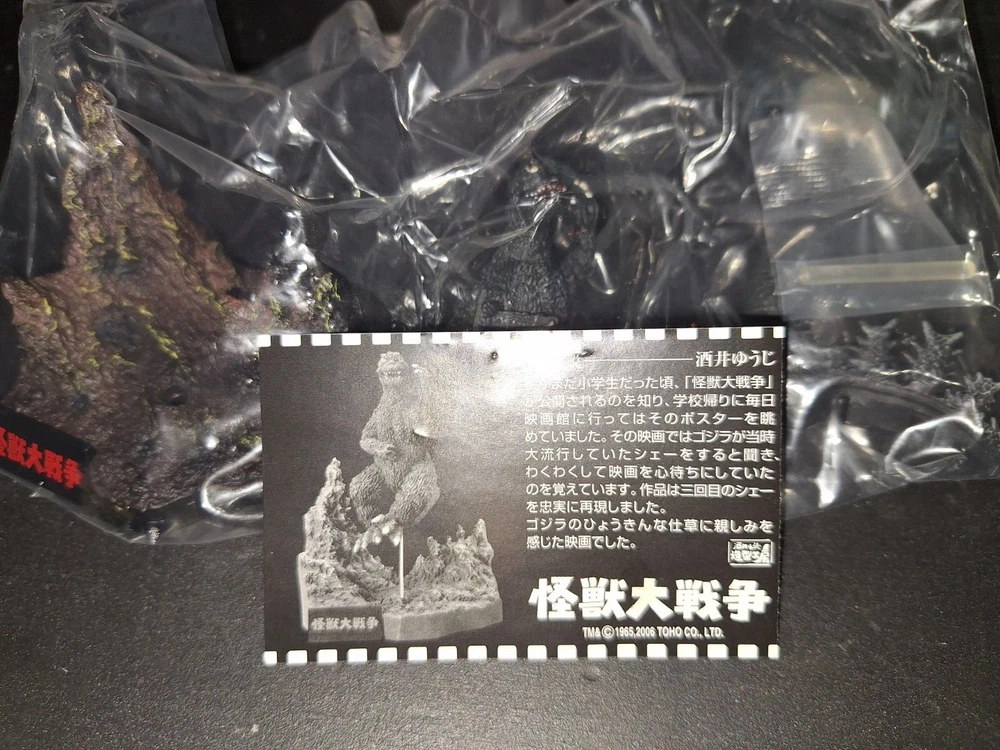 酒井ゆうじ
まだ小学生だった頃、「怪獣大戦争」
公開されるのを知り、学校帰りに毎日
映画館に行ってはそのポスターを眺
めていました。その映画ではゴジラが当時
大流行していたシェーをすると聞き、
わくわくして映画を心待ちにしていた
のを覚えています。作品は三回目のシェー
を忠実に再現しました。
ゴジラのひょうきんな仕草に親しみを
感じた映画でした。
怪獣大戦争
TM&©1965,2006 TOHO CO., LTD.
怪獣大戦争
怪獣大戦争